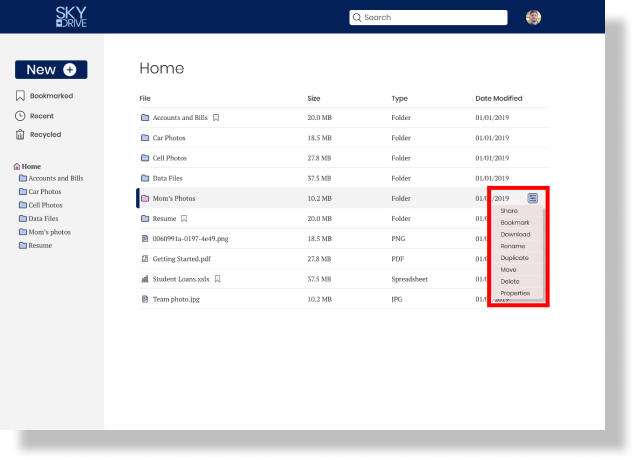 SKY
DRIVE
Search
New +
Bookmarked
Recent
Recycled
Home
Accounts and Bills
Car Photos
Cell Photos
Data Files
Mom's photos
Resume
Home
File Size Type Date Modified
Accounts and Bills 20.0 MB Folder 01/01/2019
Car Photos 18.5 MB Folder 01/01/2019
Cell Photos 27.8 MB Folder 01/01/2019
Data Files 37.5 MB Folder 01/01/2019
Mom's Photos 10.2 MB Folder 01/01/2019
Resume 20.0 MB Folder 01/0
0060991a-0197-4e49.png 18.5 MB PNG 01/0
Getting Started.pdf 27.8 MB PDF 01/0
Student Loans.xslx 37.5 MB Spreadsheet 01/0
Team photo.jpg 10.2 MB JPG 01/01/2019
Share
Bookmark
Download
Rename
Duplicate
Move
Delete
Properties